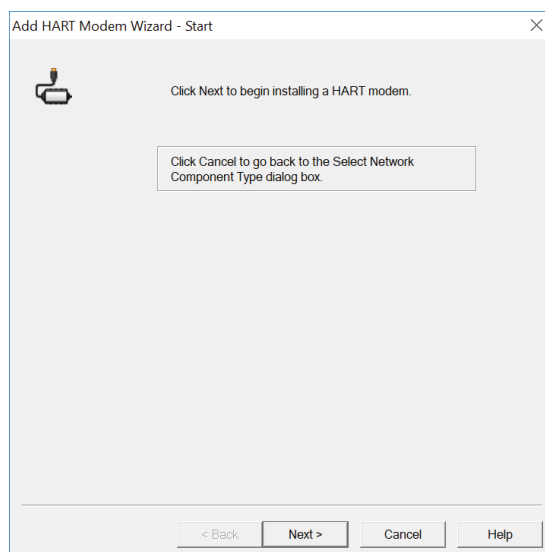 Add HART Modem Wizard - Start
Click Next to begin installing a HART modem.
Click Cancel to go back to the Select Network
Component Type dialog box.
< Back Next > Cancel Help